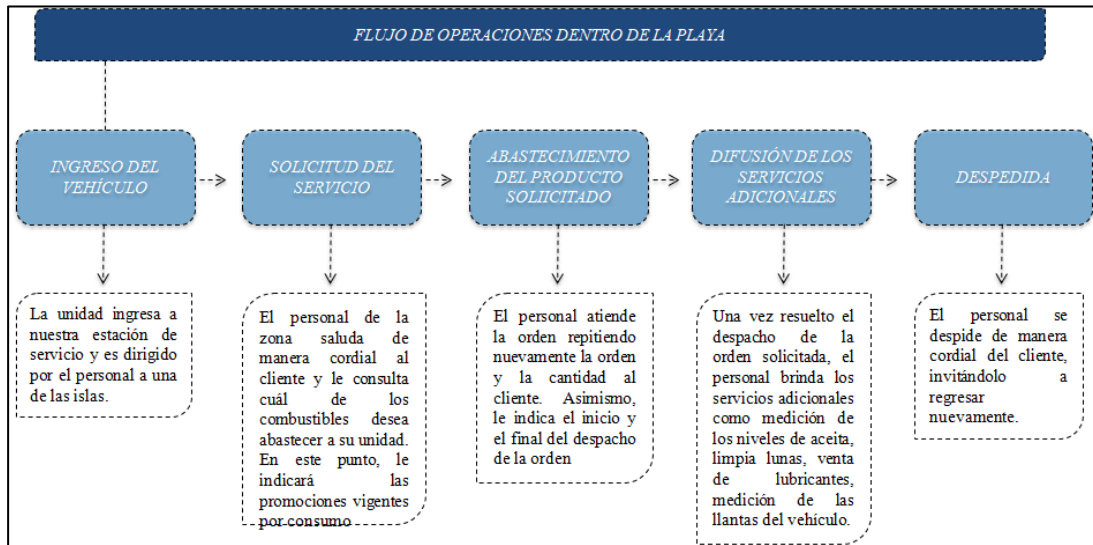 FLUJO DE OPERACIONES DENTRO DE LA PLAYA
INGRESO DEL
VEHÍCULO
La unidad ingresa a
nuestra estación de
servicio y es dirigido
por el personal a una
de las islas.
SOLICITUD DEL
SERVICIO
El personal de la
zona saluda de
manera cordial al
cliente y le consulta
cuál de los
combustibles desea
abastecer a su unidad.
En este punto, le
indicará las
promociones vigentes
por consumo
ABASTECIMIENTO
DEL PRODUCTO
SOLIICITADO
El personal atiende
la orden repitiendo
nuevamente la orden
y la cantidad al
cliente. Asimismo,
le indica el inicio y
el final del despacho
de la orden
DIFUSIÓN DE LOS
SERVICIOS
ADICIONALES
Una vez resuelto el
despacho de la
orden solicitada, el
personal brinda los
servicios adicionales
como medición de
los niveles de aceita,
limpia lunas, venta
de lubricantes,
medición de las
llantas del vehículo.
DESPEDIDA
El personal se
despide de manera
cordial del cliente,
invitándolo a
regresar
nuevamente.